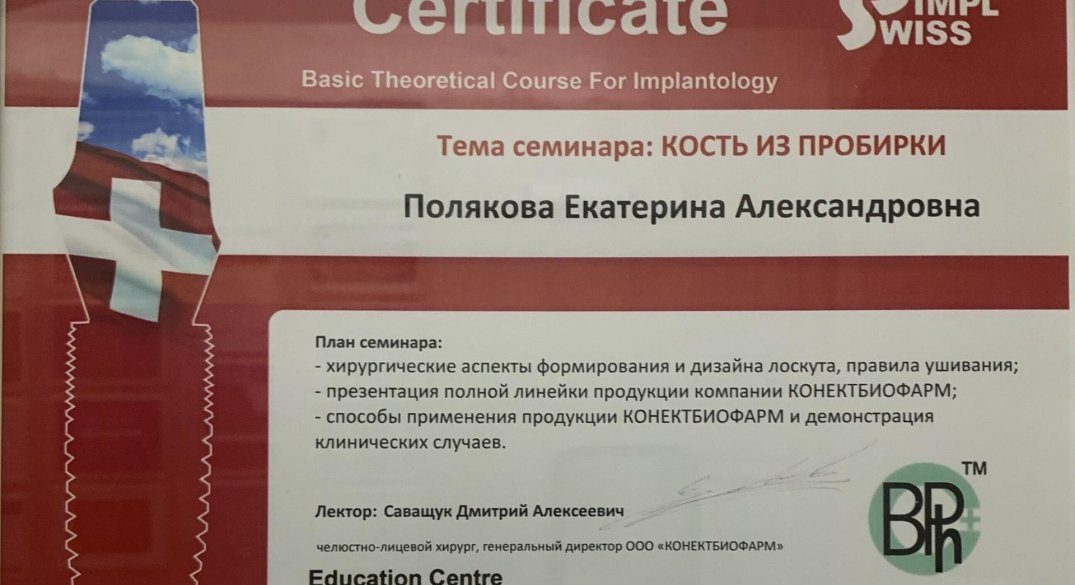 Certificate
SIMPL
SWISS
Basic Theoretical Course For Implantology
Тема семинара: КОСТЬ ИЗ ПРОБИРКИ
Полякова Екатерина Александровна
План семинара:
- хирургические аспекты формирования и дизайна лоскута, правила ушивания;
- презентация полной линейки продукции компании КОНЕКТБИОФАРМ;
- способы применения продукции КОНЕКТБИОФАРМ и демонстрация
клинических случаев.
Лектор: Саващук Дмитрий Алексеевич
челюстно-лицевой хирург, генеральный директор ООО «КОНЕКТБИОФАРМ»
BPh TM
Education Centre